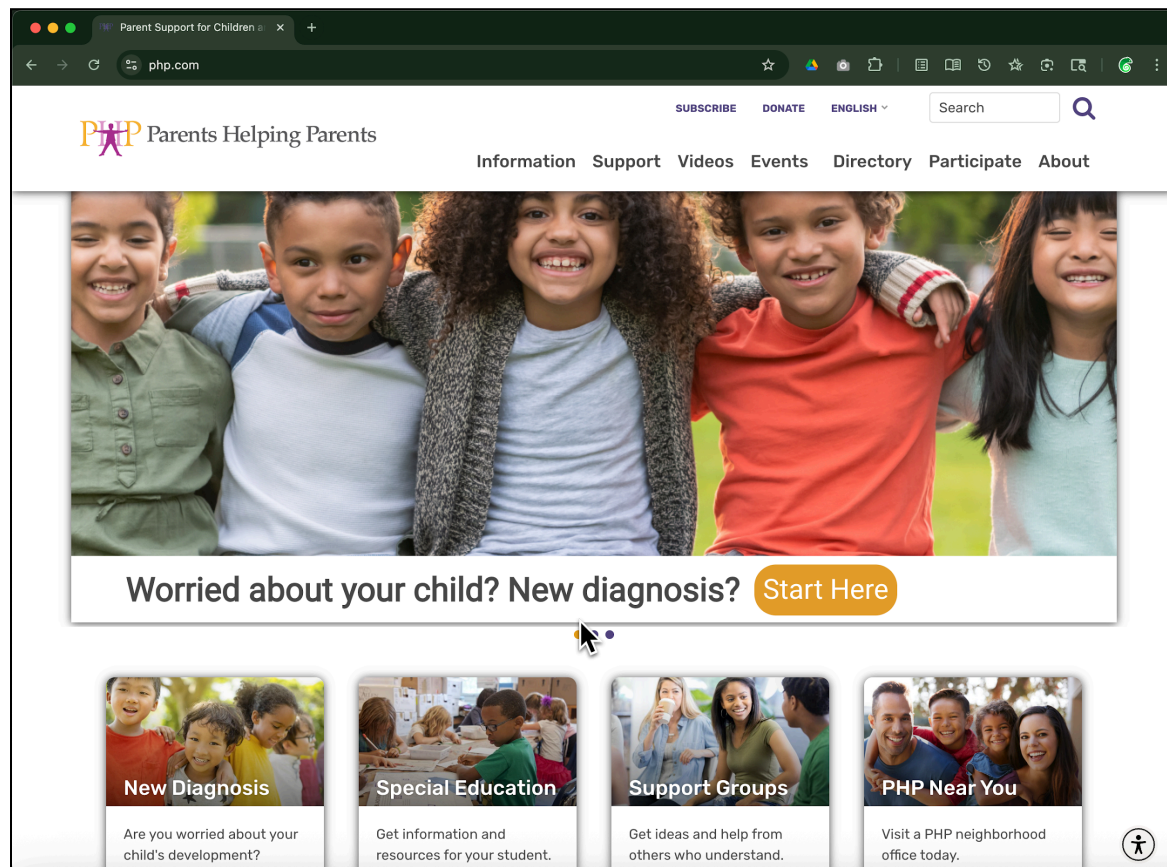 Parent Support for Children a
php.com
SUBSCRIBE DONATE ENGLISH Search
PHP Parents Helping Parents
Information Support Videos Events Directory Participate About
Worried about your child? New diagnosis? Start Here
New Diagnosis
Are you worried about your
child's development?
Special Education
Get information and
resources for your student.
Support Groups
Get ideas and help from
others who understand.
PHP Near You
Visit a PHP neighborhood
office today.